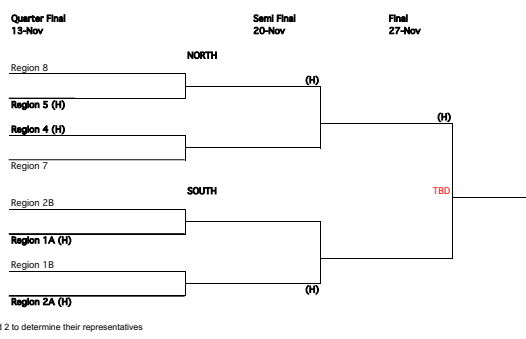 Quarter Final Semi Final Final
13-Nov 20-Nov 27-Nov
NORTH
Region 8
(H)
Region 5 (H)
(H)
Region 4 (H)
Region 7
SOUTH
TBD
Region 2B
Region 1A (H)
Region 1B
(H)
Region 2A (H)
2 to determine their representatives